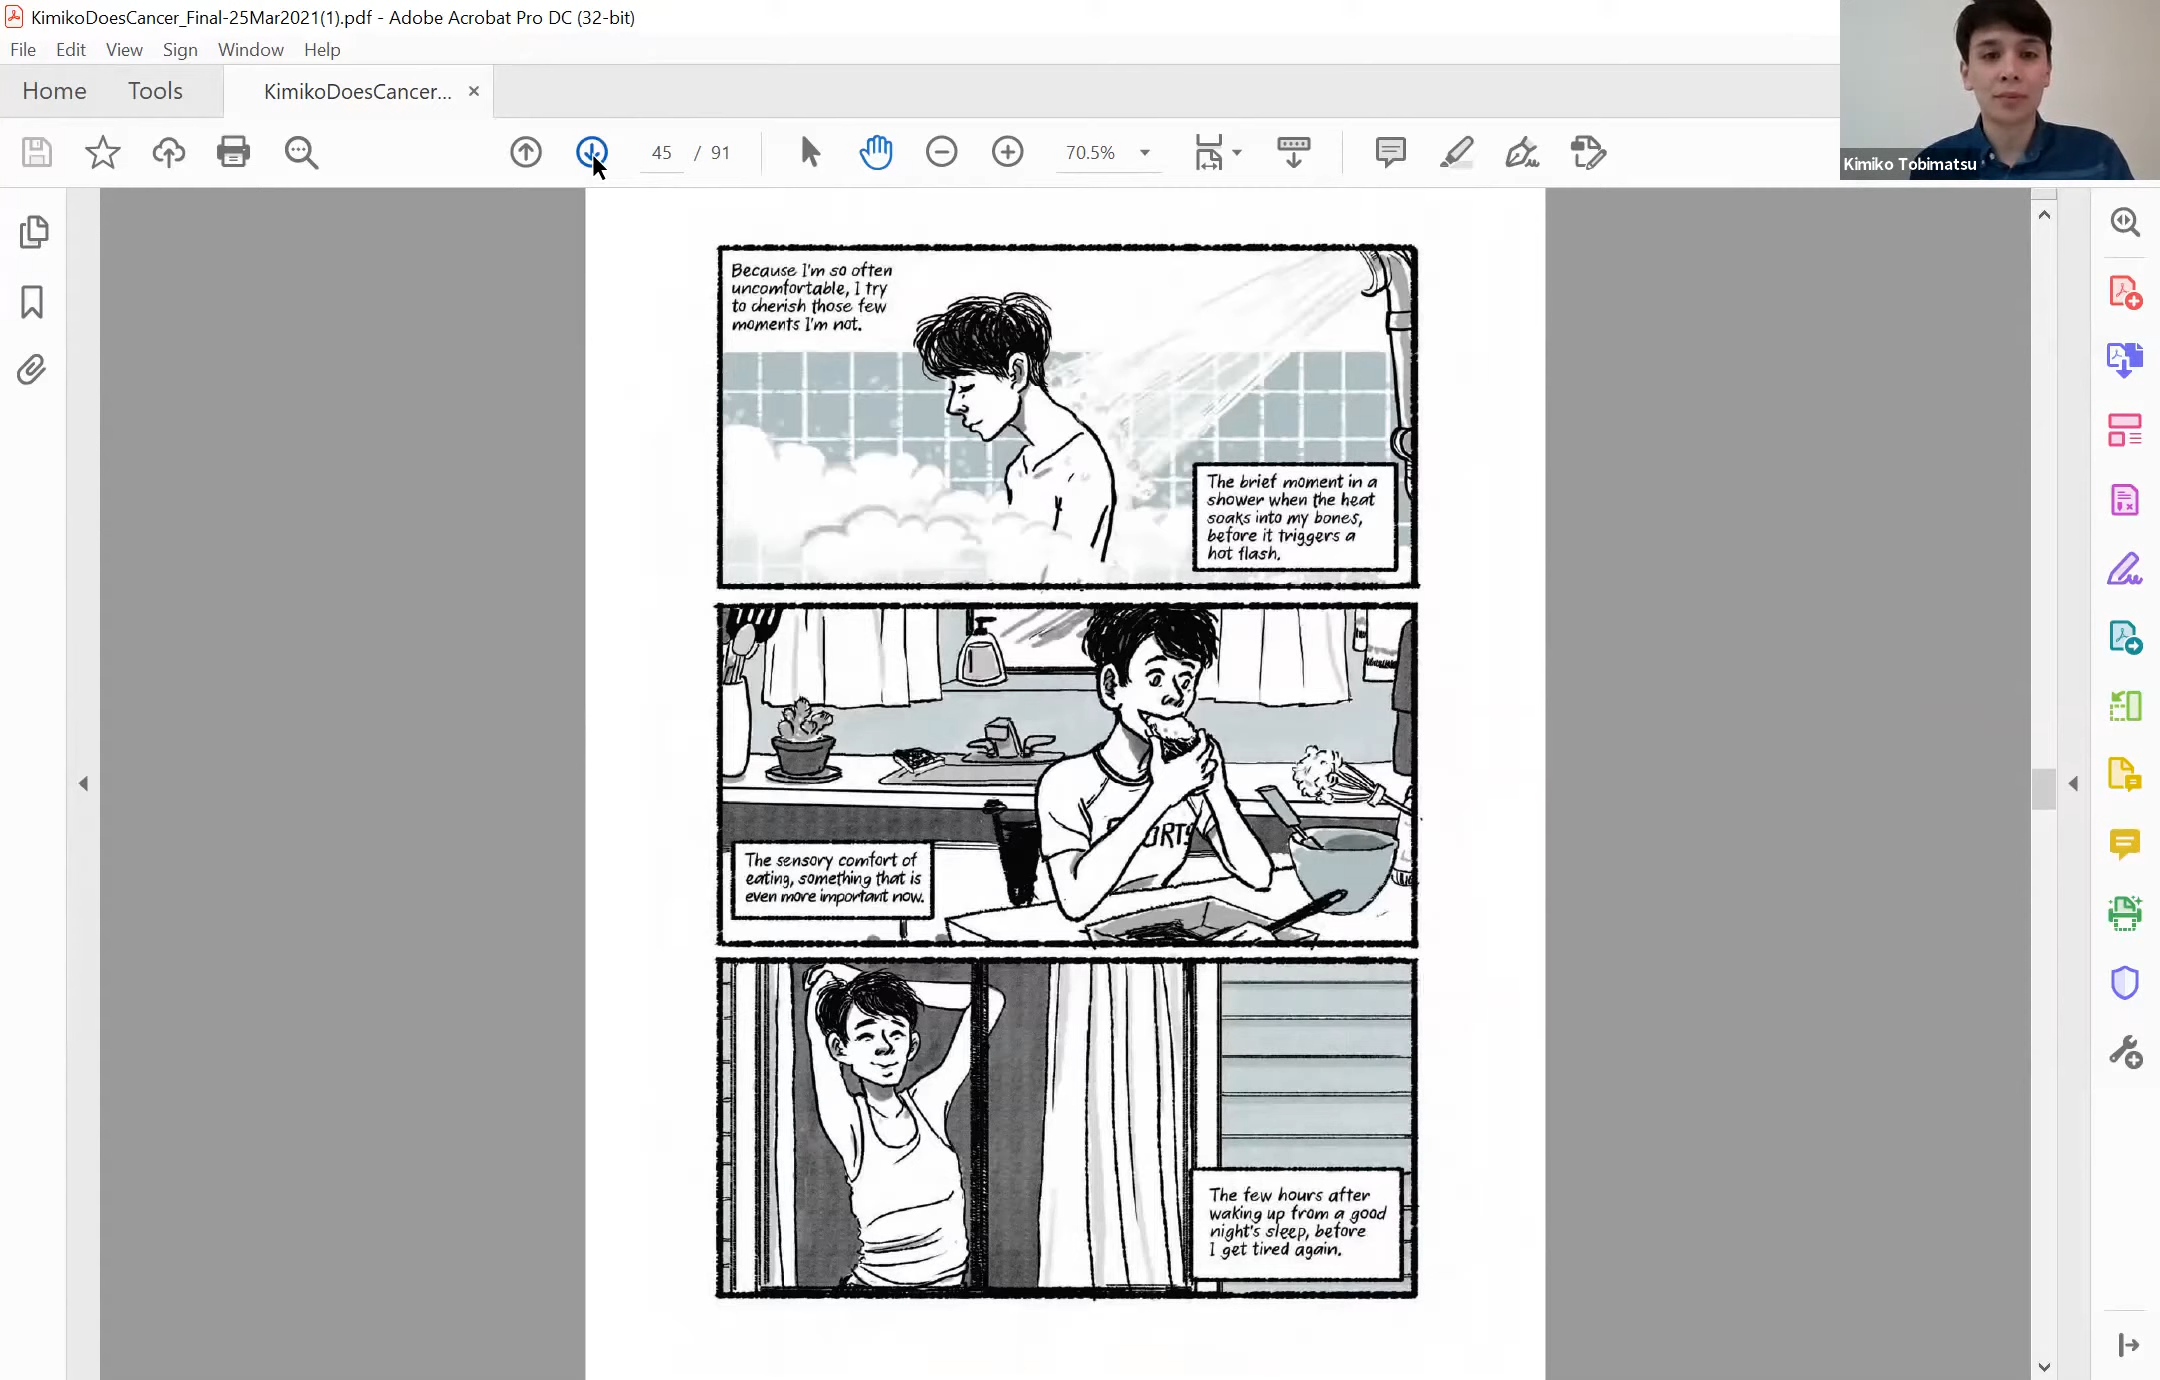 KimikoDoesCancer_Final-25Mar2021(1).pdf - Adobe Acrobat Pro DC (32-bit)
File Edit View Sign Window Help
Home Tools KimikoDoesCancer... ×
45 / 91 70.5%
Kimiko Tobimatsu
Because I'm so often
uncomfortable, I try
to cherish those few
moments I'm not.
The brief moment in a
shower when the heat
soaks into my bones,
before it triggers a
hot flash.
The sensory comfort of
eating, something that is
even more important now.
The few hours after
waking up from a good
night's sleep, before
I get tired again.